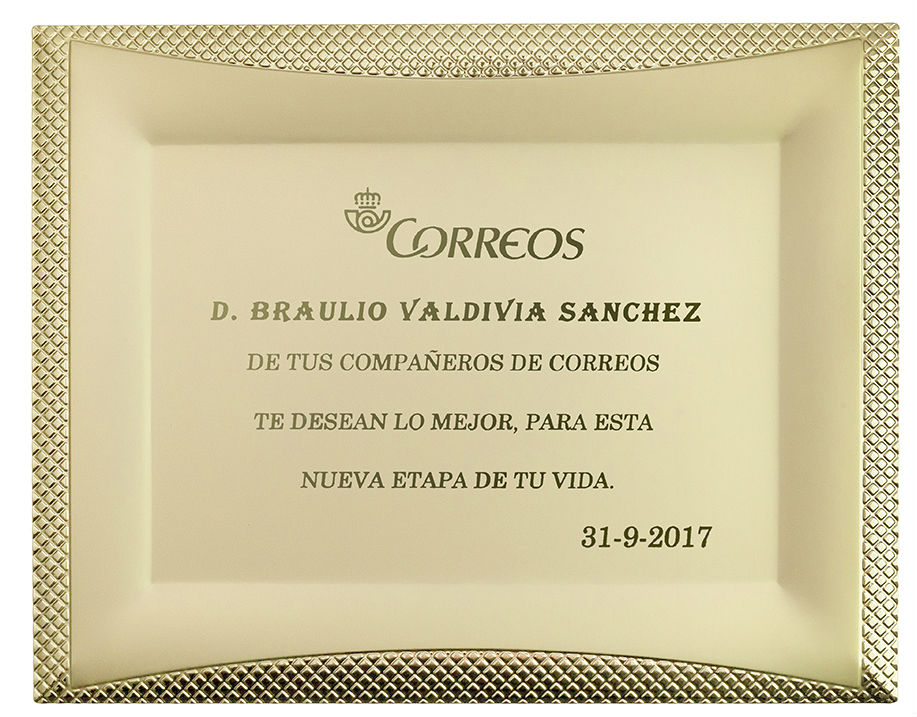 CORREOS
D. BRAULIO VALDIVIA SANCHEZ
DE TUS COMPAÑEROS DE CORREOS
TE DESEAN LO MEJOR, PARA ESTA
NUEVA ETAPA DE TU VIDA.
31-9-2017